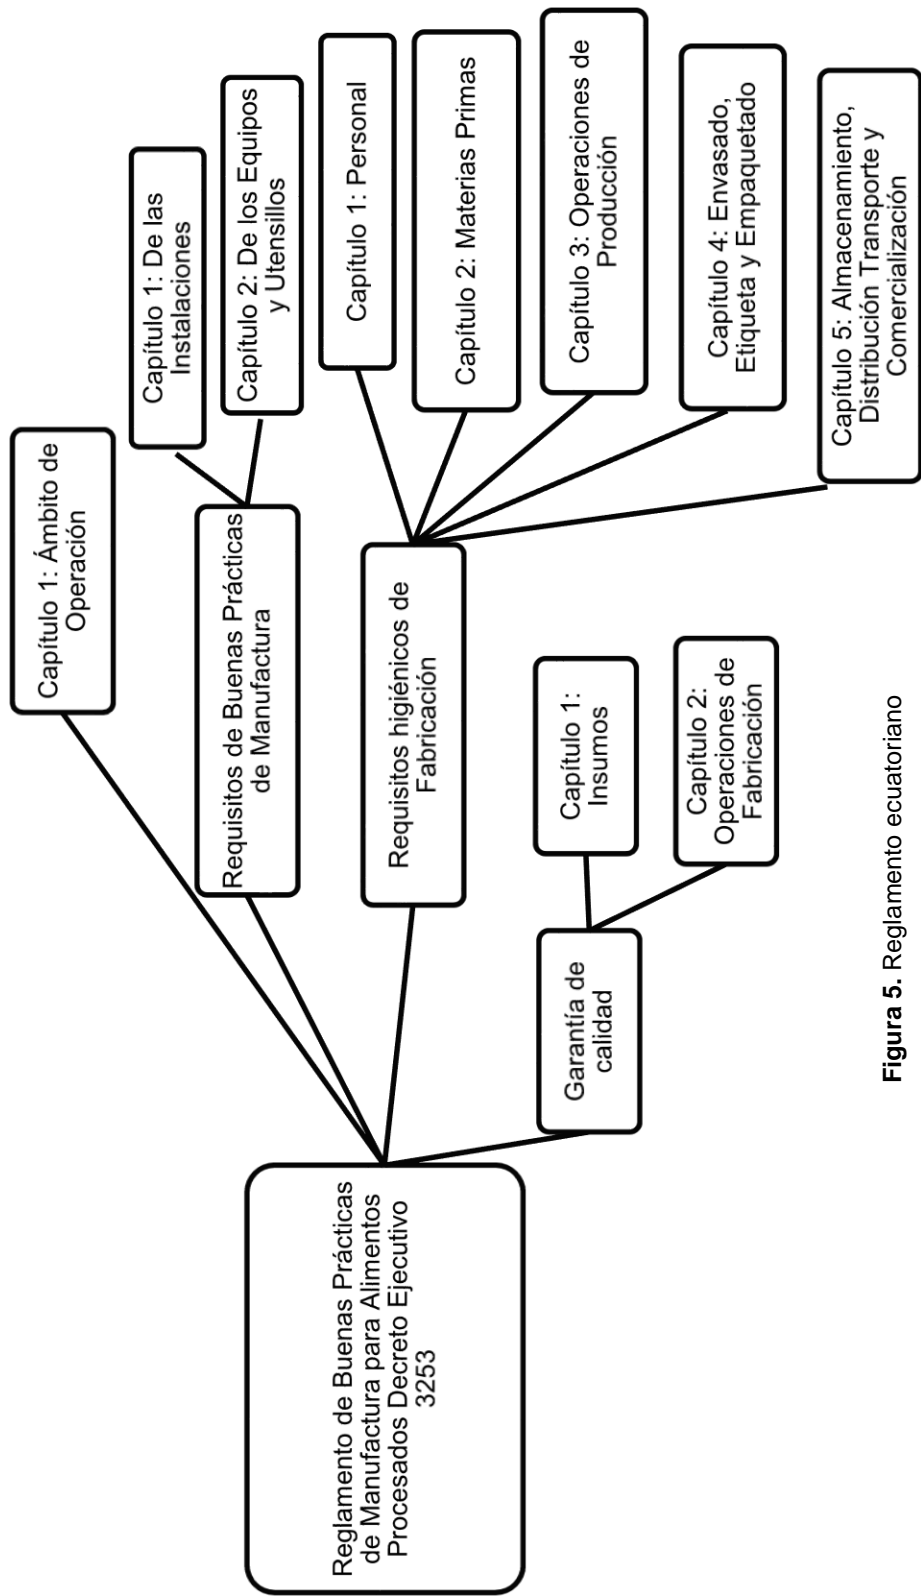 Reglamento de Buenas Prácticas
de Manufactura para Alimentos
Procesados Decreto Ejecutivo
3253
Capítulo 1: Ámbito de
Operación
Requisitos de Buenas Prácticas
de Manufactura
Capítulo 1: De las
Instalaciones
Capítulo 2: De los Equipos
y Utensillos
Requisitos higiénicos de
Fabricación
Capítulo 1: Personal
Capítulo 2: Materias Primas
Capítulo 3: Operaciones de
Producción
Capítulo 4: Envasado,
Etiqueta y Empaquetado
Capítulo 5: Almacenamiento,
Distribución Transporte y
Comercialización
Garantía de
calidad
Capítulo 1:
Insumos
Capítulo 2:
Operaciones de
Fabricación
Figura 5. Reglamento ecuatoriano